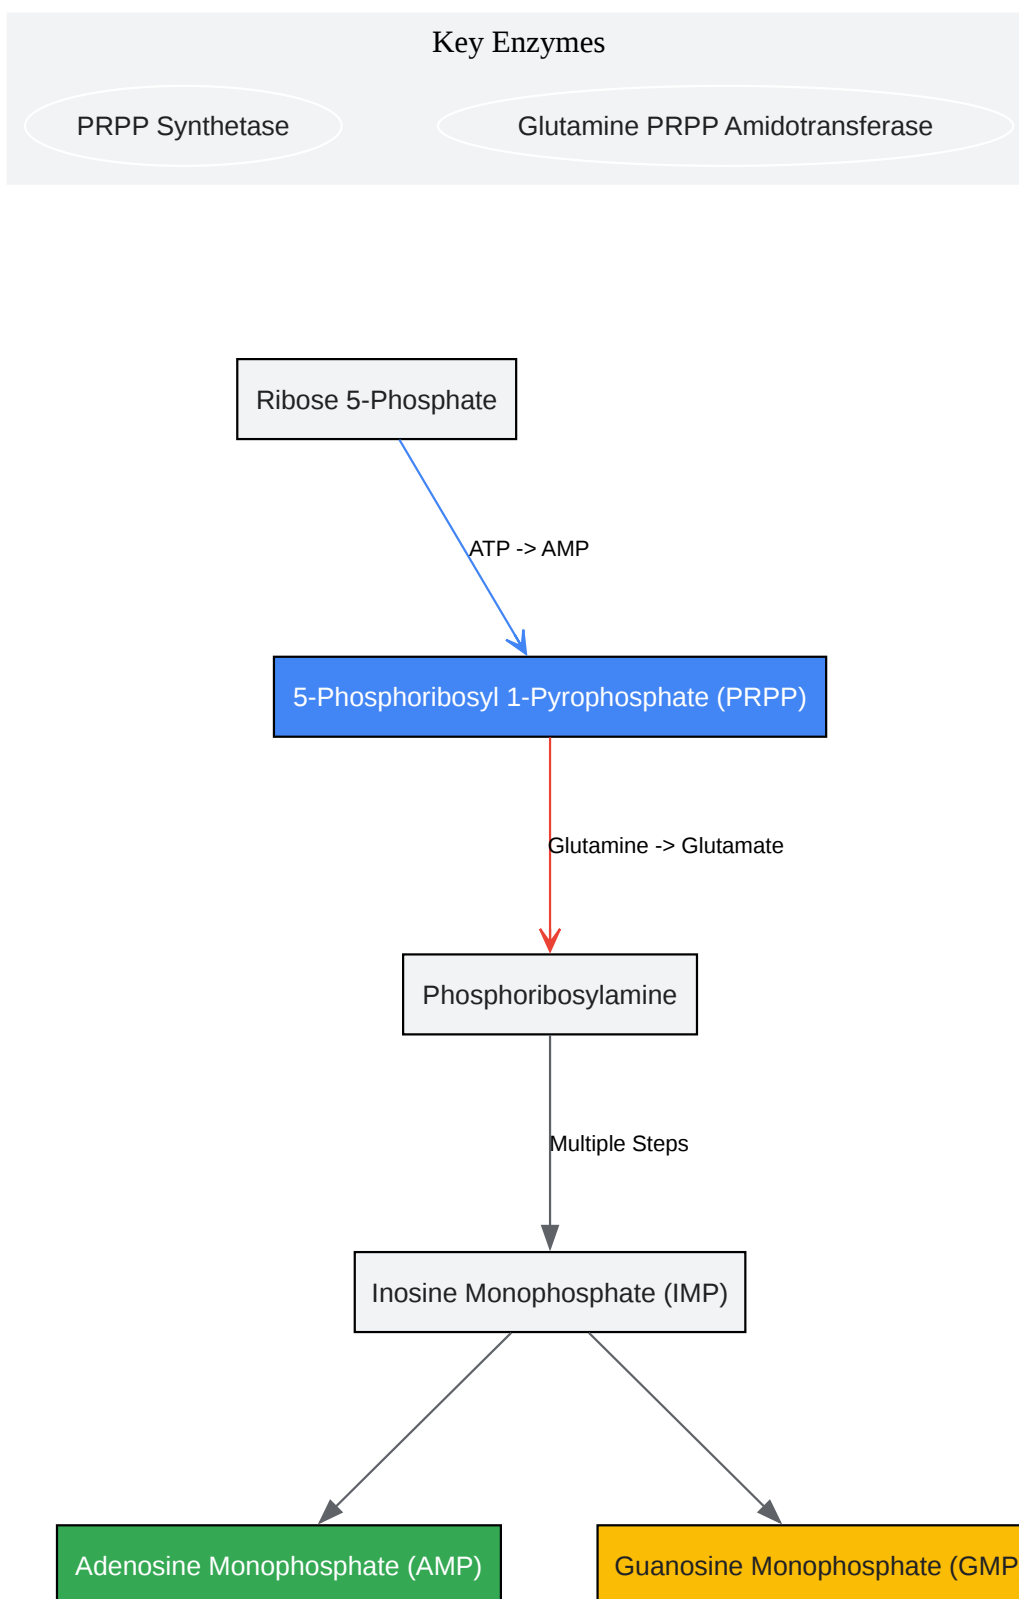 Key Enzymes
PRPP Synthetase
Glutamine PRPP Amidotransferase
Ribose 5-Phosphate
ATP -> AMP
5-Phosphoribosyl 1-Pyrophosphate (PRPP)
Glutamine -> Glutamate
Phosphoribosylamine
Multiple Steps
Inosine Monophosphate (IMP)
Adenosine Monophosphate (AMP)
Guanosine Monophosphate (GMP